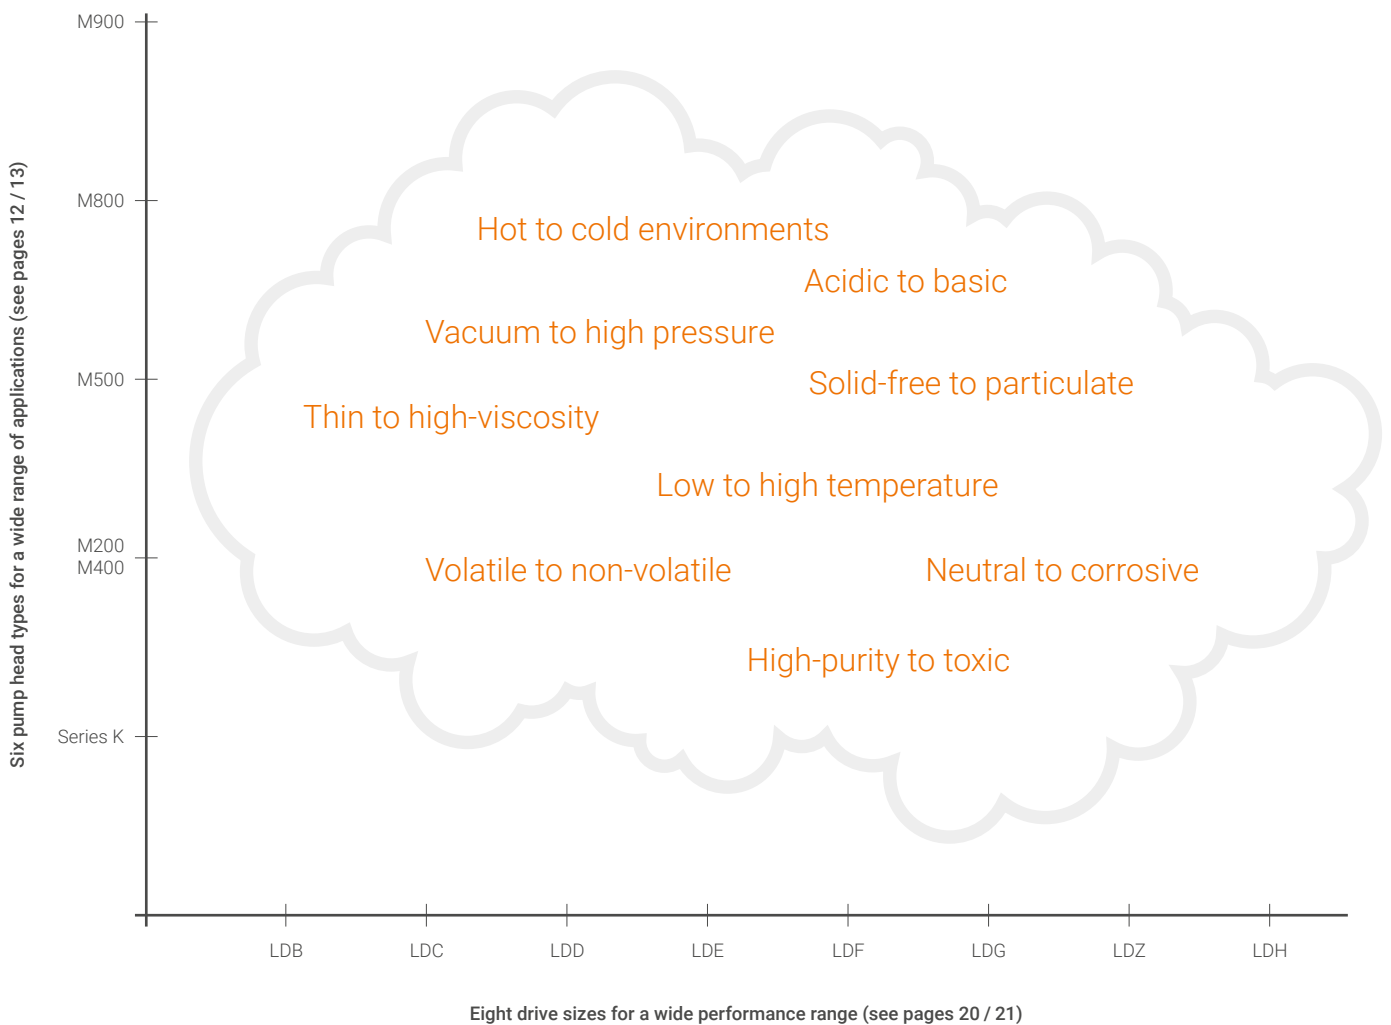 M900
M800
M500
M200
M400
Series K
Six pump head types for a wide range of applications (see pages 12 / 13)
Hot to cold environments
Acidic to basic
Vacuum to high pressure
Solid-free to particulate
Thin to high-viscosity
Low to high temperature
Volatile to non-volatile
Neutral to corrosive
High-purity to toxic
LDB LDC LDD LDE LDF LDG LDZ LDH
Eight drive sizes for a wide performance range (see pages 20 / 21)